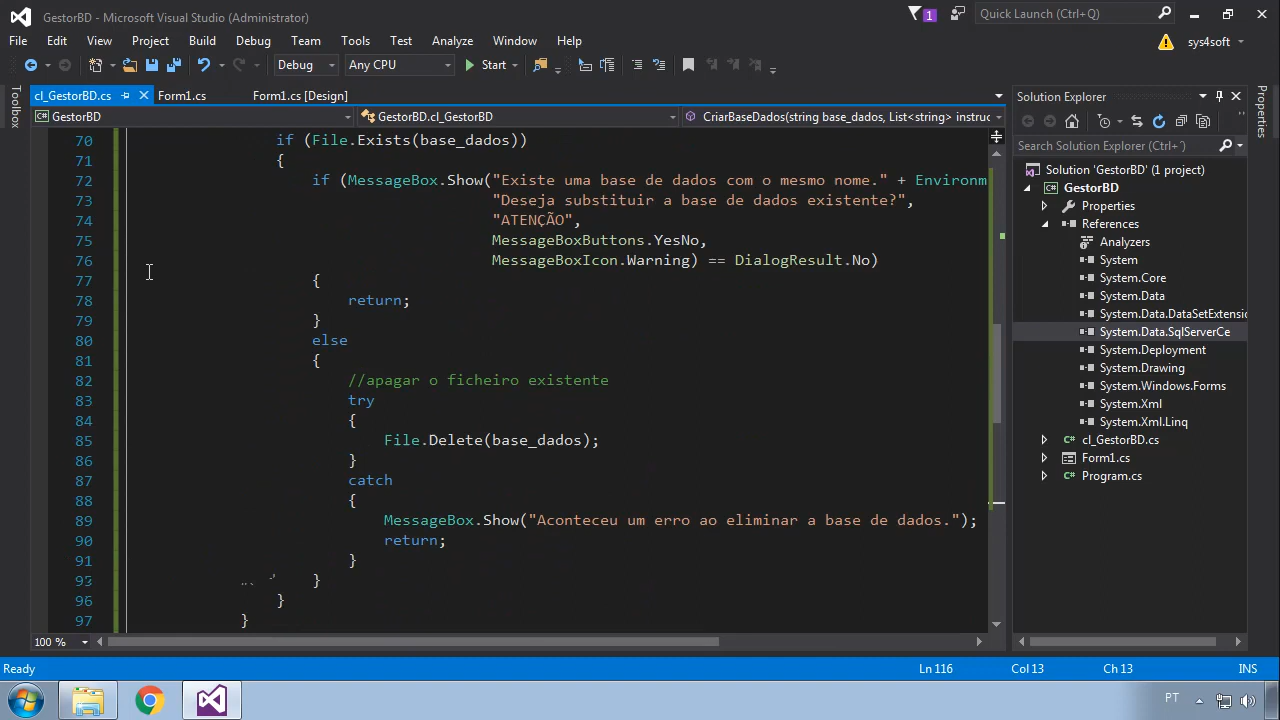 GestorBD - Microsoft Visual Studio (Administrator)
1
Quick Launch (Ctrl+Q)
File Edit View Project Build Debug Team Tools Test Analyze Window Help
sys4soft
Debug Any CPU Start
Toolbox
cl_GestorBD.cs Form1.cs Form1.cs [Design]
GestorBD GestorBD.cl_GestorBD CriarBaseDados(string base_dados, List<string> instruc
70 if (File.Exists(base_dados))
71 {
72 if (MessageBox.Show("Existe uma base de dados com o mesmo nome." + Environm
73 "Deseja substituir a base de dados existente?",
74 "ATENÇÃO",
75 MessageBoxButtons.YesNo,
76 MessageBoxIcon.Warning) == DialogResult.No)
77 {
78 return;
79 }
80 else
81 {
82 //apagar o ficheiro existente
83 try
84 {
85 File.Delete(base_dados);
86 }
87 catch
88 {
89 MessageBox.Show("Aconteceu um erro ao eliminar a base de dados.");
90 return;
91 }
93 }
96 }
97 }
100 %
Solution Explorer
Search Solution Explorer (Ctrl+´)
Solution 'GestorBD' (1 project)
GestorBD
Properties
References
Analyzers
System
System.Core
System.Data
System.Data.DataSetExtensio
System.Data.SqlServerCe
System.Deployment
System.Drawing
System.Windows.Forms
System.Xml
System.Xml.Linq
cl_GestorBD.cs
Form1.cs
Program.cs
Properties
Ready Ln 116 Col 13 Ch 13 INS
PT